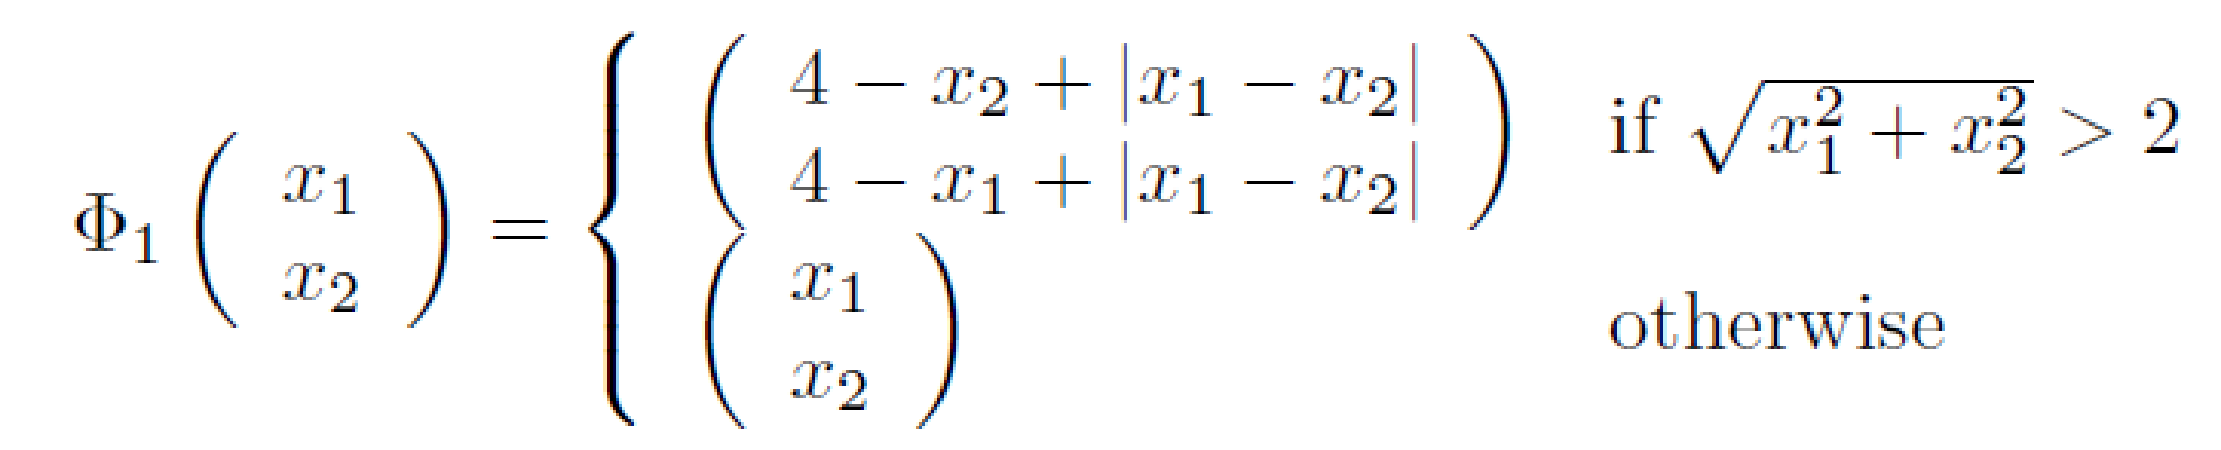 Φ₁ ( x₁ x₂ ) = { ( 4 − x₂ + |x₁ − x₂| 4 − x₁ + |x₁ − x₂| ) if √(x₁² + x₂²) > 2
( x₁ x₂ ) otherwise